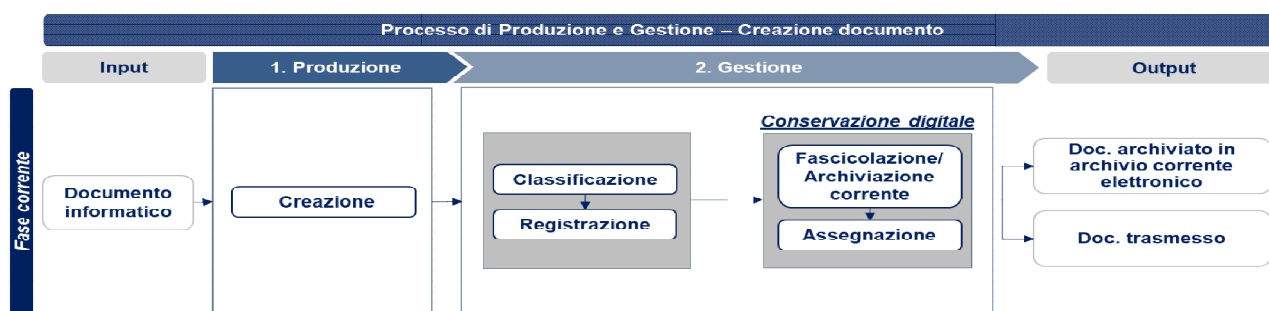 Processo di Produzione e Gestione – Creazione documento
Input
1. Produzione
2. Gestione
Output
Fase corrente
Documento
informatico
Creazione
Classificazione
Registrazione
Conservazione digitale
Fascicolazione/
Archiviazione
corrente
Assegnazione
Doc. archiviato in
archivio corrente
elettronico
Doc. trasmesso